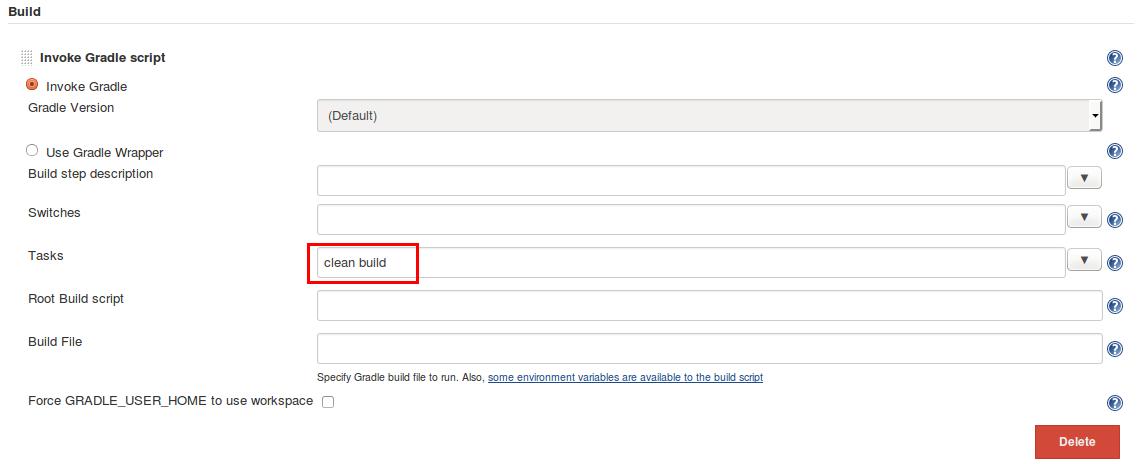 Build
Invoke Gradle script
Invoke Gradle
Gradle Version
(Default)
Use Gradle Wrapper
Build step description
Switches
Tasks
clean build
Root Build script
Build File
Specify Gradle build file to run. Also, some environment variables are available to the build script
Force GRADLE_USER_HOME to use workspace
Delete